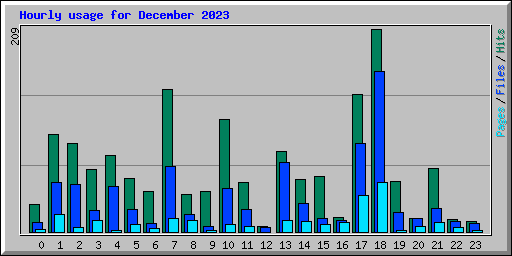 Hourly usage for December 2023
209
Pages/Files/Hits
0 1 2 3 4 5 6 7 8 9 10 11 12 13 14 15 16 17 18 19 20 21 22 23